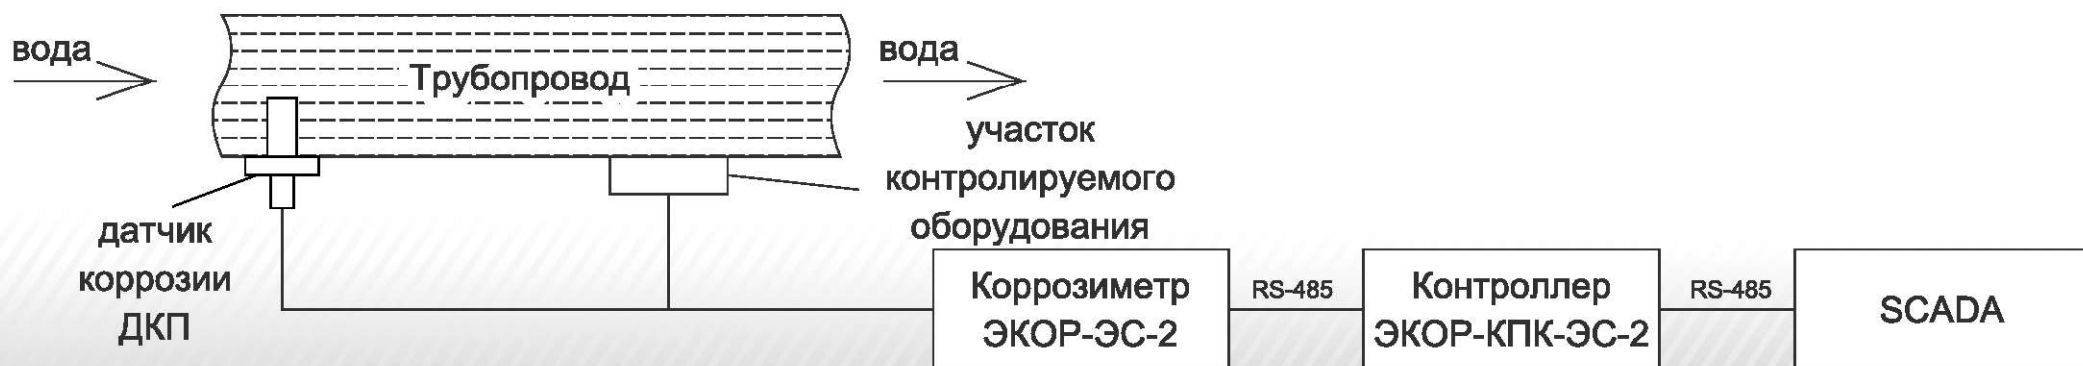 вода
Трубопровод
вода
участок
контролируемого
оборудования
датчик
коррозии
ДКП
Коррозиметр
ЭКОР-ЭС-2
RS-485
Контроллер
ЭКОР-КПК-ЭС-2
RS-485
SCADA